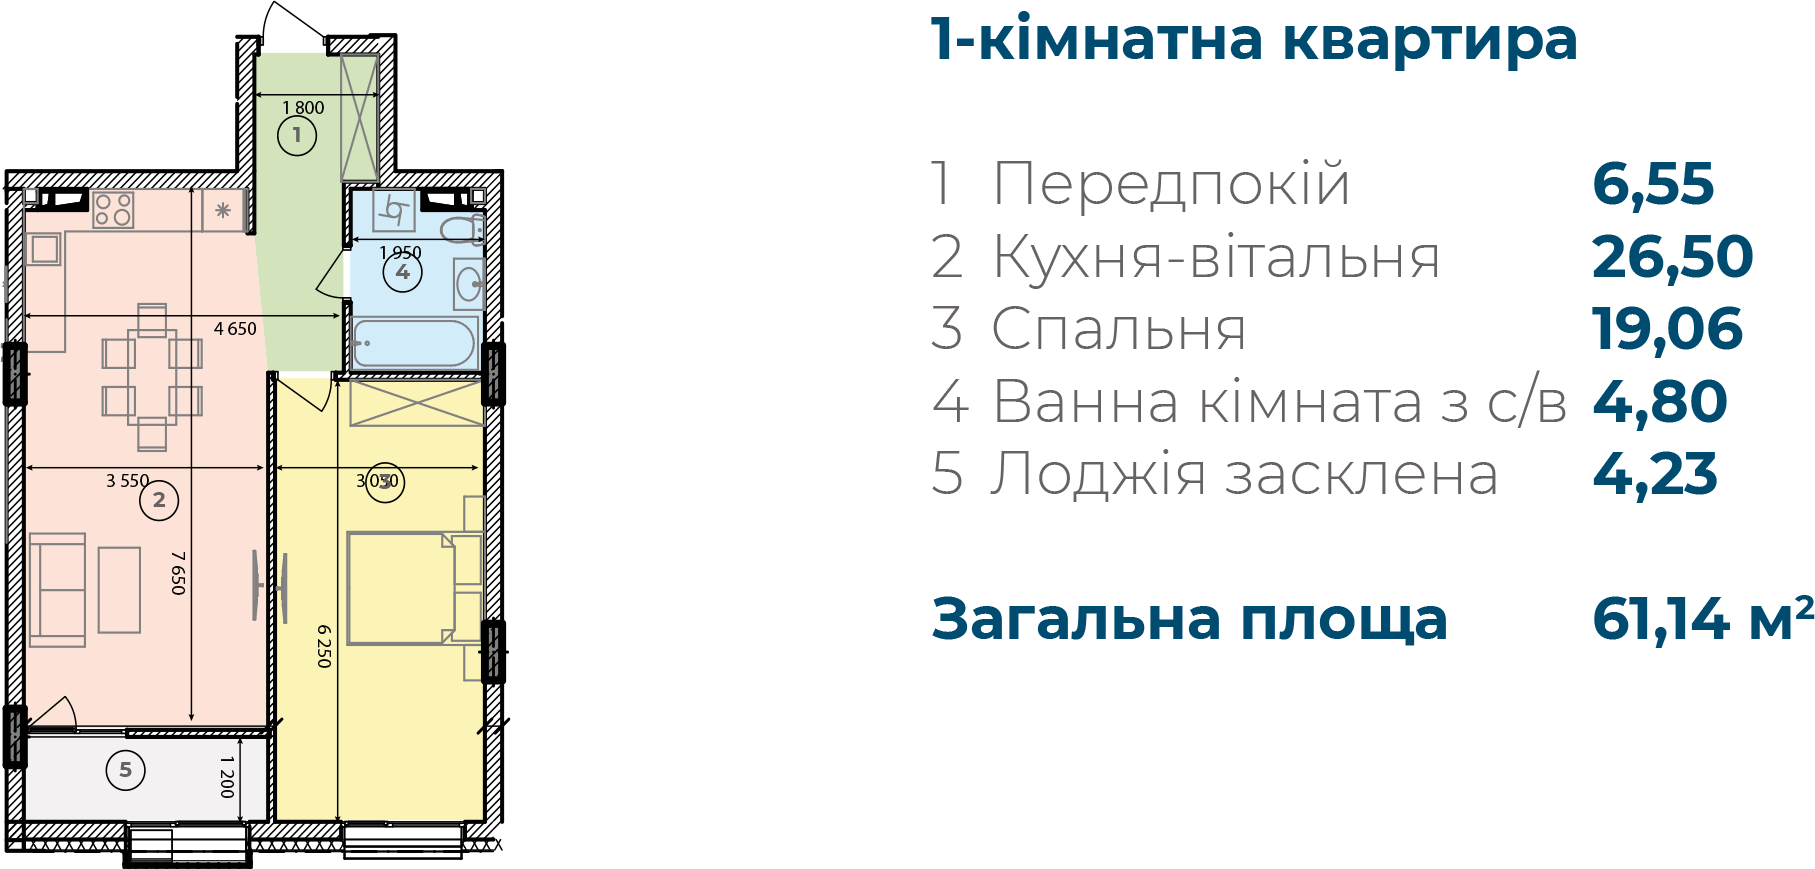 1-кімнатна квартира
1 Передпокій 6,55
2 Кухня-вітальня 26,50
3 Спальня 19,06
4 Ванна кімната з с/в 4,80
5 Лоджія засклена 4,23
Загальна площа 61,14 м²
1 800
1
1 950
4
4 650
3 550
2
3 050
3
7 650
6 250
5
1 200